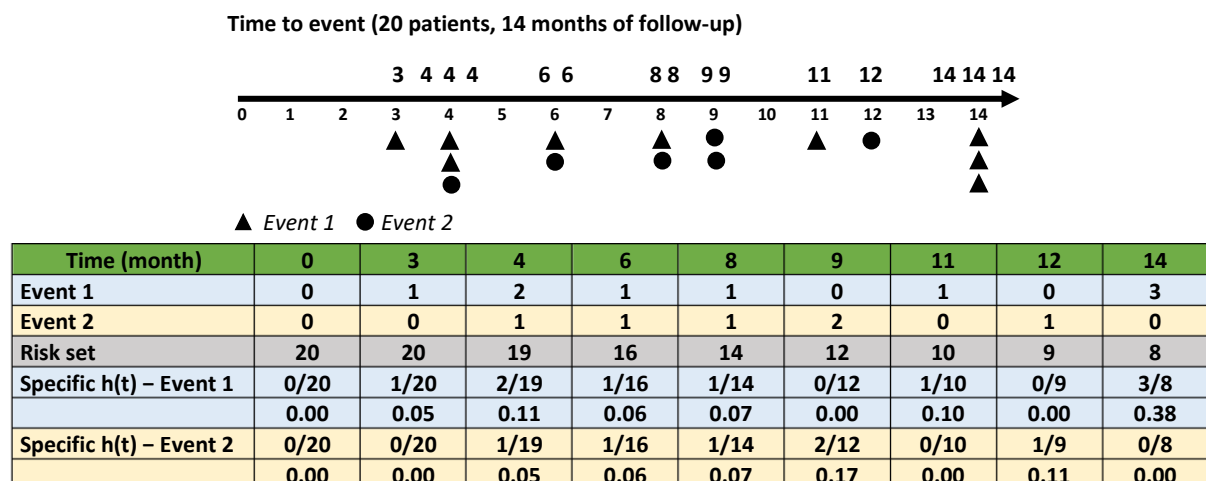 Time to event (20 patients, 14 months of follow-up)
3 4 4 4 6 6 8 8 9 9 11 12 14 14 14
0 1 2 3 4 5 6 7 8 9 10 11 12 13 14
Event 1 Event 2
Time (month) 0 3 4 6 8 9 11 12 14
Event 1 0 1 2 1 1 0 1 0 3
Event 2 0 0 1 1 1 2 0 1 0
Risk set 20 20 19 16 14 12 10 9 8
Specific h(t) – Event 1 0/20 1/20 2/19 1/16 1/14 0/12 1/10 0/9 3/8
0.00 0.05 0.11 0.06 0.07 0.00 0.10 0.00 0.38
Specific h(t) – Event 2 0/20 0/20 1/19 1/16 1/14 2/12 0/10 1/9 0/8
0.00 0.00 0.05 0.06 0.07 0.17 0.00 0.11 0.00